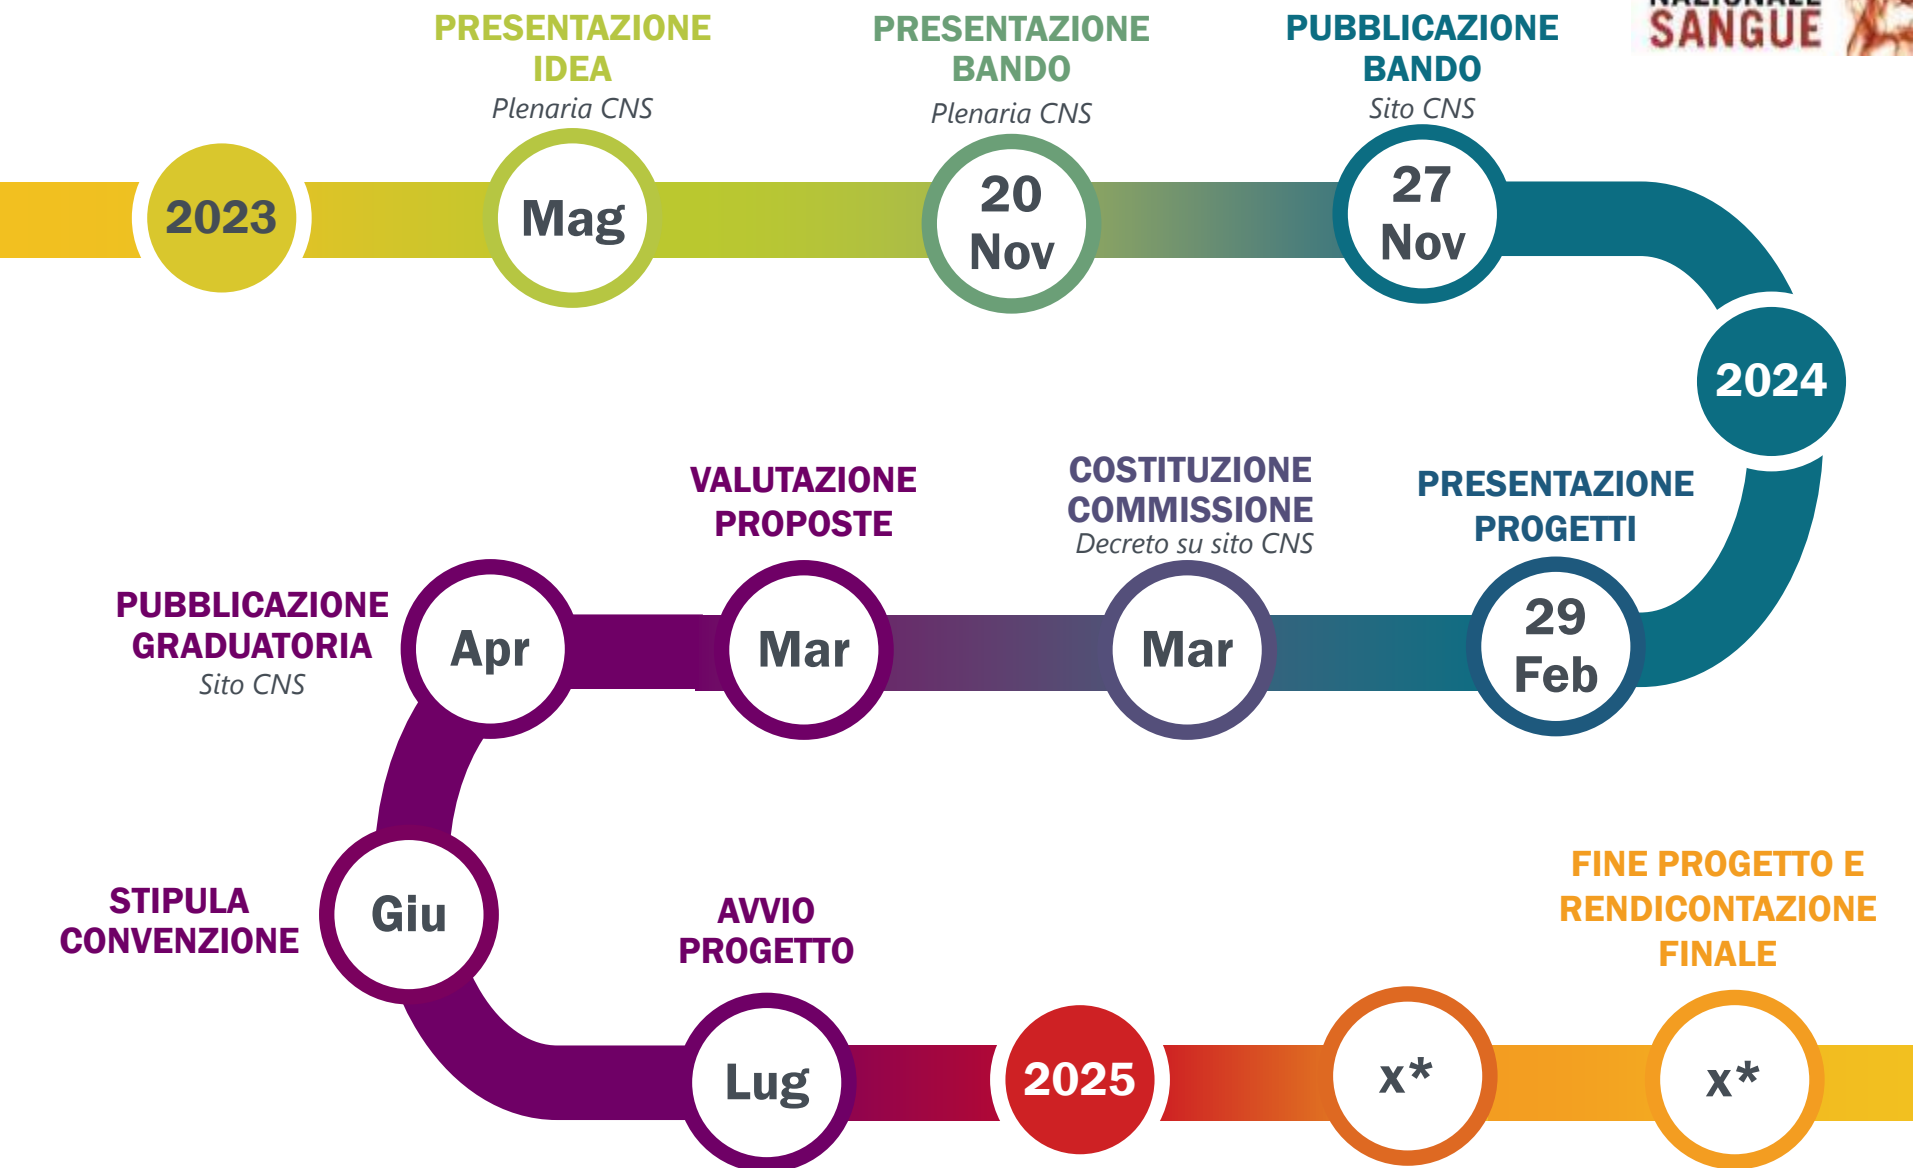 NAZIONALE
SANGUE
PRESENTAZIONE
IDEA
Plenaria CNS
PRESENTAZIONE
BANDO
Plenaria CNS
PUBBLICAZIONE
BANDO
Sito CNS
2023
Mag
20
Nov
27
Nov
2024
PRESENTAZIONE
PROGETTI
29
Feb
COSTITUZIONE
COMMISSIONE
Decreto su sito CNS
Mar
VALUTAZIONE
PROPOSTE
Mar
PUBBLICAZIONE
GRADUATORIA
Sito CNS
Apr
STIPULA
CONVENZIONE
Giu
AVVIO
PROGETTO
Lug
2025
x*
FINE PROGETTO E
RENDICONTAZIONE
FINALE
x*